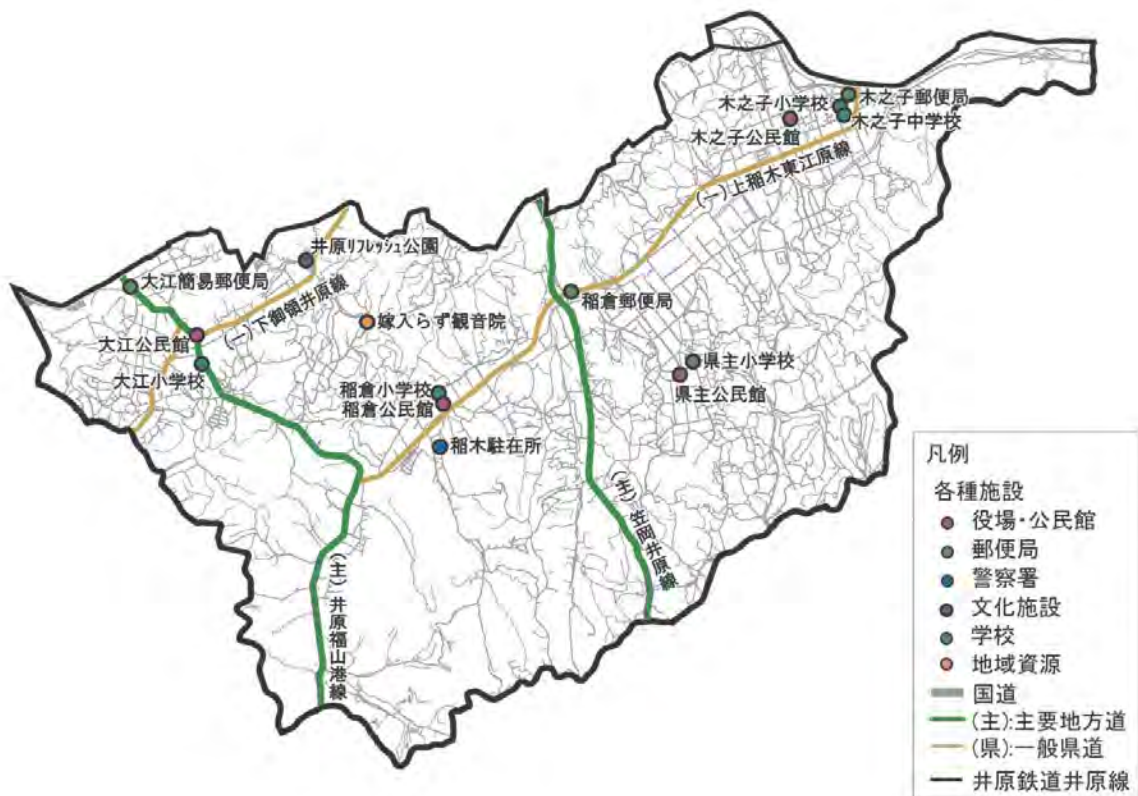 木之子小学校
木之子郵便局
木之子公民館
木之子中学校
(一)上稲木東江原線
井原リフレッシュ公園
大江簡易郵便局
(一)下御領井原線
稲倉郵便局
嫁入らず観音院
大江公民館
大江小学校
県主小学校
県主公民館
稲倉小学校
稲倉公民館
稲木駐在所
(主)笠岡井原線
(主)井原福山港線
凡例
各種施設
役場・公民館
郵便局
警察署
文化施設
学校
地域資源
国道
(主):主要地方道
(県):一般県道
井原鉄道井原線